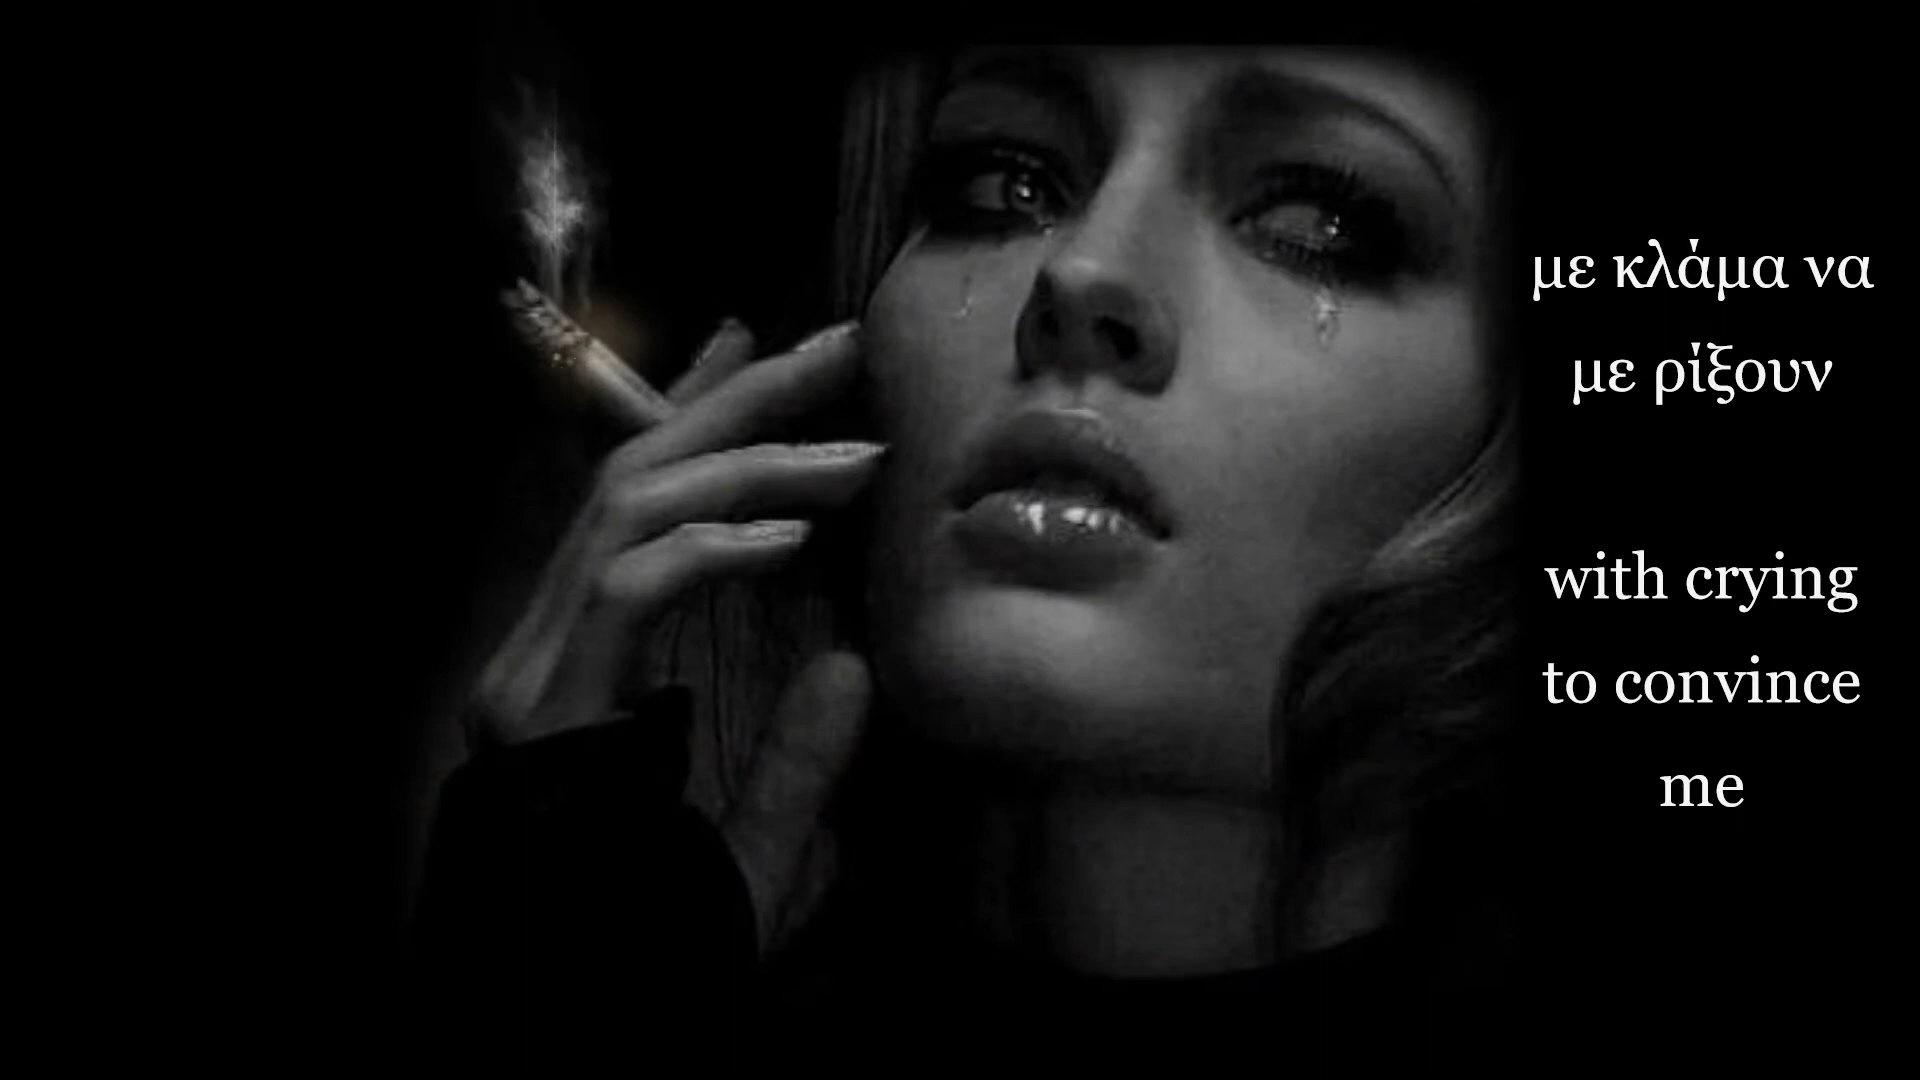 με κλάμα να
με ρίξουν
with crying
to convince
me